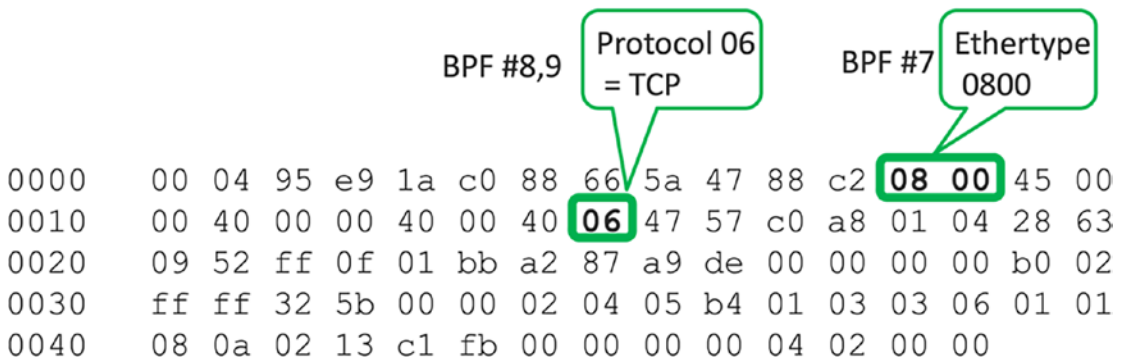 BPF #8,9
Protocol 06
= TCP
BPF #7
Ethertype
0800
0000 00 04 95 e9 1a c0 88 66 5a 47 88 c2 08 00 45 00
0010 00 40 00 00 40 00 40 06 47 57 c0 a8 01 04 28 63
0020 09 52 ff 0f 01 bb a2 87 a9 de 00 00 00 00 b0 02
0030 ff ff 32 5b 00 00 02 04 05 b4 01 03 03 06 01 01
0040 08 0a 02 13 c1 fb 00 00 00 00 04 02 00 00